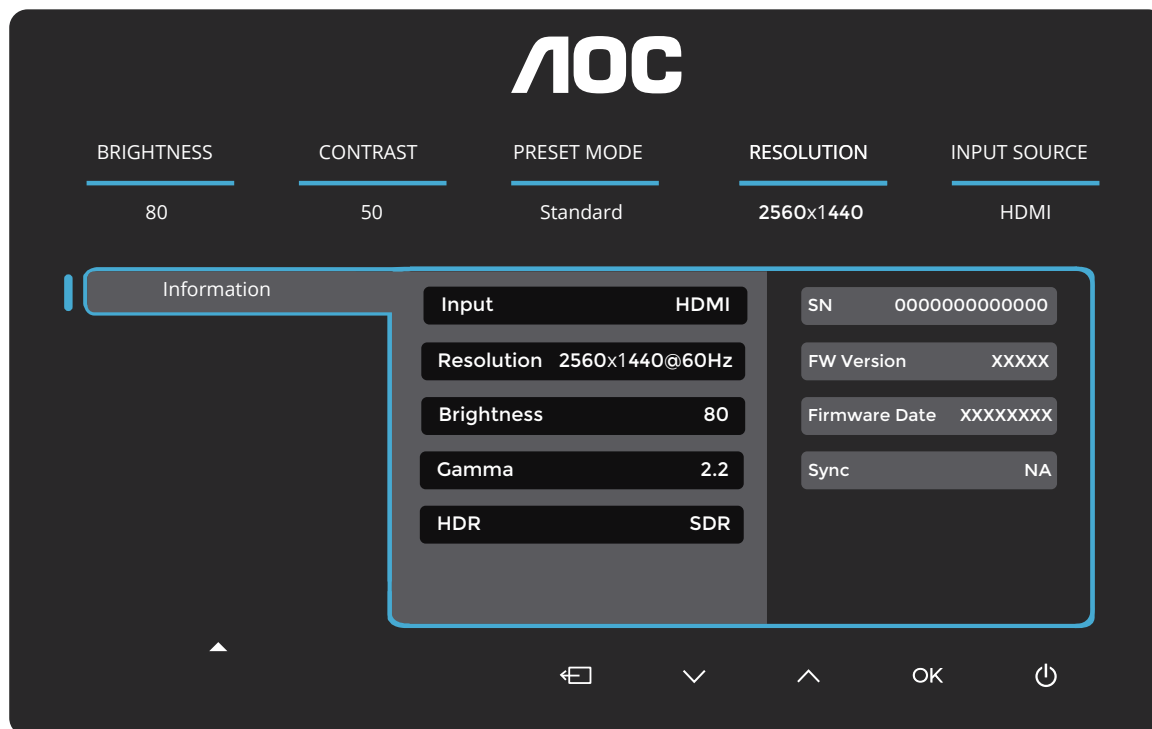 AOC
BRIGHTNESS CONTRAST PRESET MODE RESOLUTION INPUT SOURCE
80 50 Standard 2560x1440 HDMI
Information
Input HDMI
SN 0000000000000
Resolution 2560x1440@60Hz
FW Version XXXXX
Brightness 80
Firmware Date XXXXXXXX
Gamma 2.2
Sync NA
HDR SDR
OK